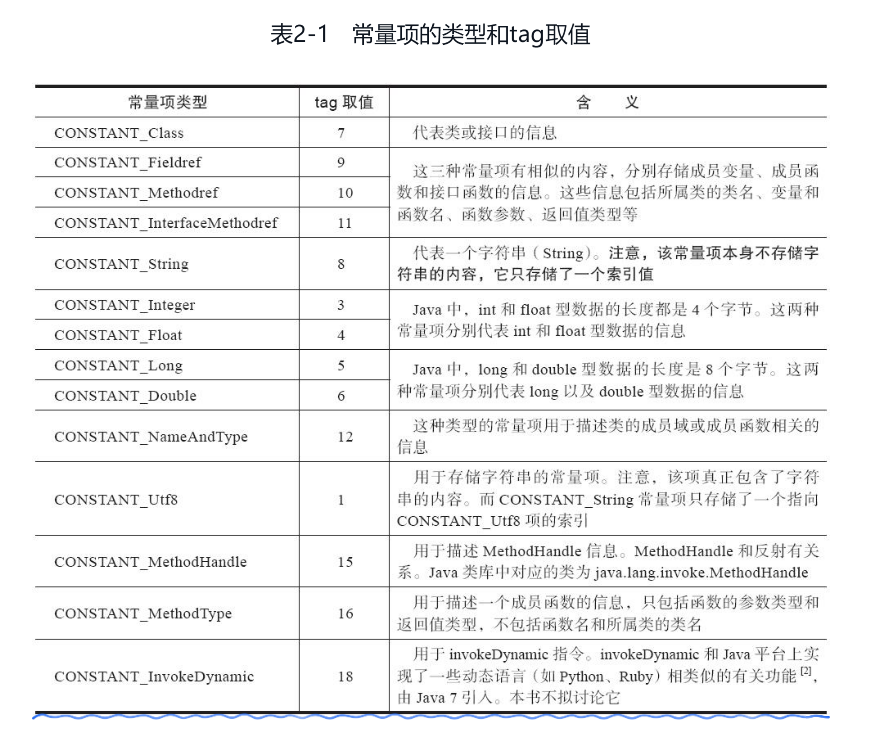 表2-1 常量项的类型和tag取值
常量项类型 tag 取值 含 义
CONSTANT_Class 7 代表类或接口的信息
CONSTANT_Fieldref 9
CONSTANT_Methodref 10
CONSTANT_InterfaceMethodref 11
这三种常量项有相似的内容，分别存储成员变量、成员函
数和接口函数的信息。这些信息包括所属类的类名、变量和
函数名、函数参数、返回值类型等
CONSTANT_String 8
代表一个字符串（String）。注意，该常量项本身不存储字
符串的内容，它只存储了一个索引值
CONSTANT_Integer 3
CONSTANT_Float 4
Java 中，int 和 float 型数据的长度都是 4 个字节。这两种
常量项分别代表 int 和 float 型数据的信息
CONSTANT_Long 5
CONSTANT_Double 6
Java 中，long 和 double 型数据的长度是 8 个字节。这两
种常量项分别代表 long 以及 double 型数据的信息
CONSTANT_NameAndType 12
这种类型的常量项用于描述类的成员域或成员函数相关的
信息
CONSTANT_Utf8 1
用于存储字符串的常量项。注意，该项真正包含了字符
串的内容。而 CONSTANT_String 常量项只存储了一个指向
CONSTANT_Utf8 项的索引
CONSTANT_MethodHandle 15
用于描述 MethodHandle 信息。MethodHandle 和反射有关
系。Java 类库中对应的类为 java.lang.invoke.MethodHandle
CONSTANT_MethodType 16
用于描述一个成员函数的信息，只包括函数的参数类型和
返回值类型，不包括函数名和所属类的类名
CONSTANT_InvokeDynamic 18
用于 invokeDynamic 指令。invokeDynamic 和 Java 平台上实
现了一些动态语言（如 Python、Ruby）相类似的有关功能[2]，
由 Java 7 引入。本书不拟讨论它